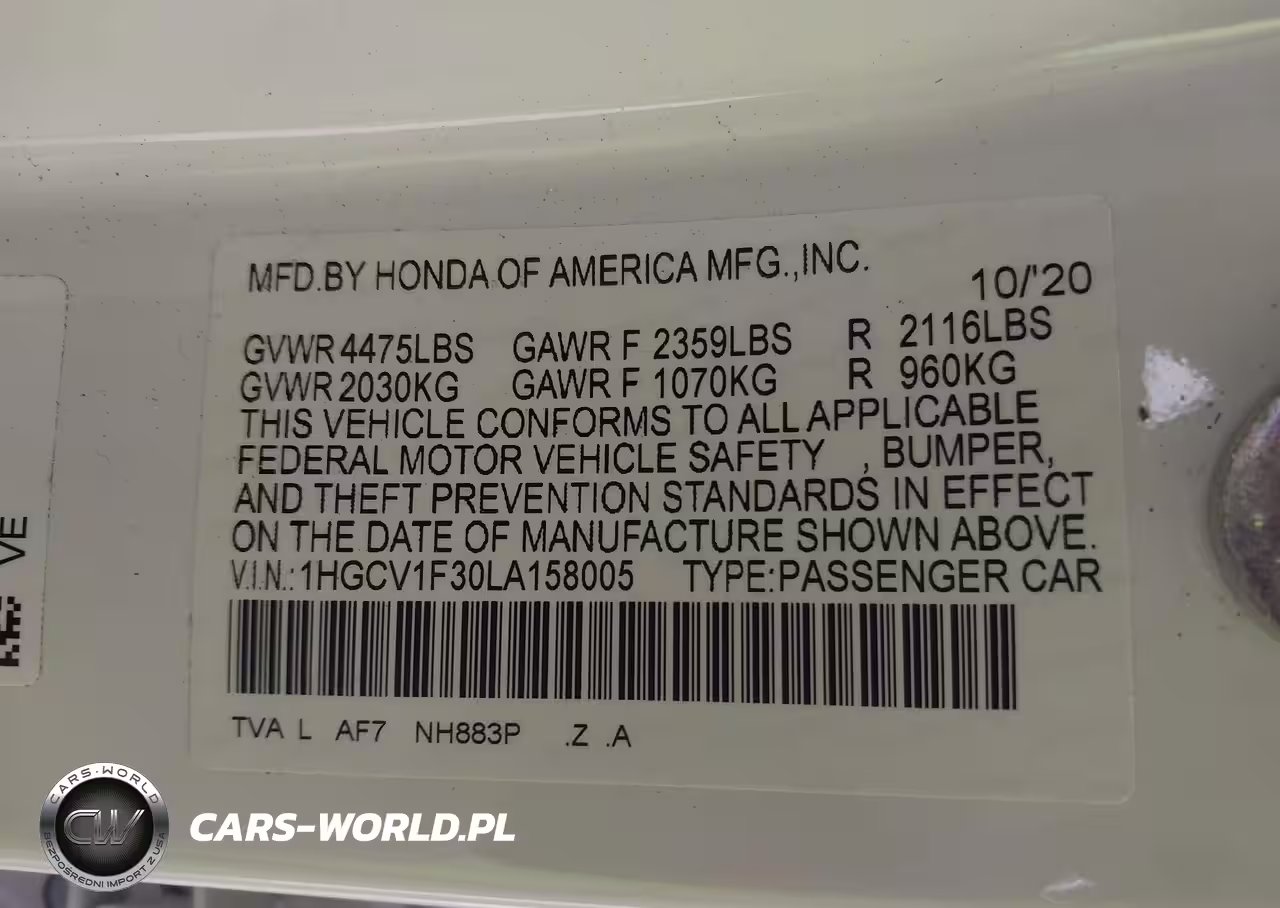 MFD.BY HONDA OF AMERICA MFG.,INC. 10/'20
GVWR 4475LBS GAWR F 2359LBS R 2116LBS
GVWR 2030KG GAWR F 1070KG R 960KG
THIS VEHICLE CONFORMS TO ALL APPLICABLE
FEDERAL MOTOR VEHICLE SAFETY , BUMPER,
AND THEFT PREVENTION STANDARDS IN EFFECT
ON THE DATE OF MANUFACTURE SHOWN ABOVE.
V.I.N.: 1HGCV1F30LA158005 TYPE:PASSENGER CAR
TVA L AF7 NH883P .Z .A
VE
CARS-WORLD
CW
BEZPOŚREDNI IMPORT Z USA
CARS-WORLD.PL